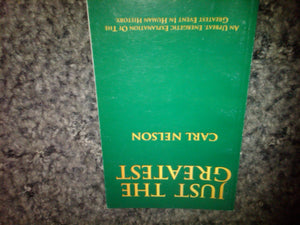 JUST THE
GREATEST
CARL NELSON
AN UPBEAT, ENERGETIC EXPLANATION OF THE
GREATEST EVENT IN HUMAN HISTORY.